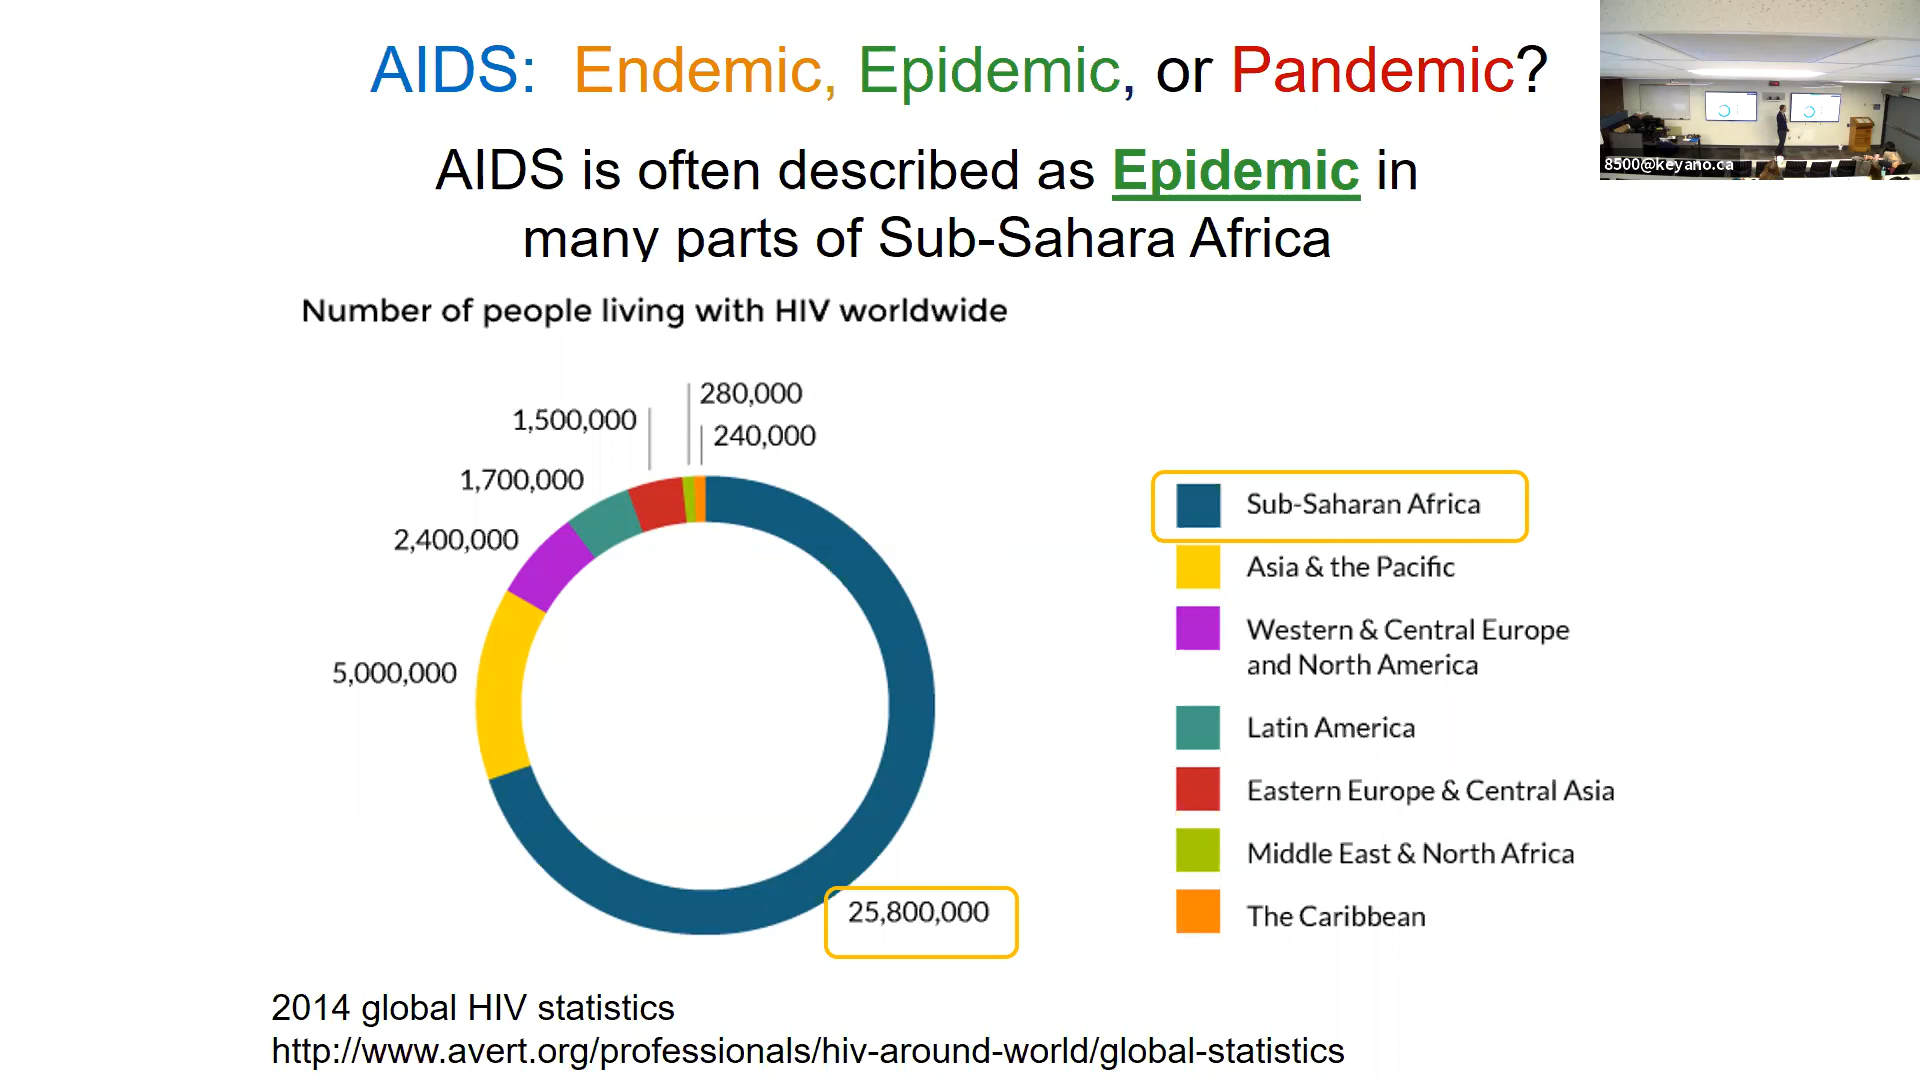 AIDS: Endemic, Epidemic, or Pandemic?
8500@keyano.ca
AIDS is often described as Epidemic in
many parts of Sub-Sahara Africa
Number of people living with HIV worldwide
280,000
1,500,000
240,000
1,700,000
2,400,000
5,000,000
25,800,000
Sub-Saharan Africa
Asia & the Pacific
Western & Central Europe
and North America
Latin America
Eastern Europe & Central Asia
Middle East & North Africa
The Caribbean
2014 global HIV statistics
http://www.avert.org/professionals/hiv-around-world/global-statistics